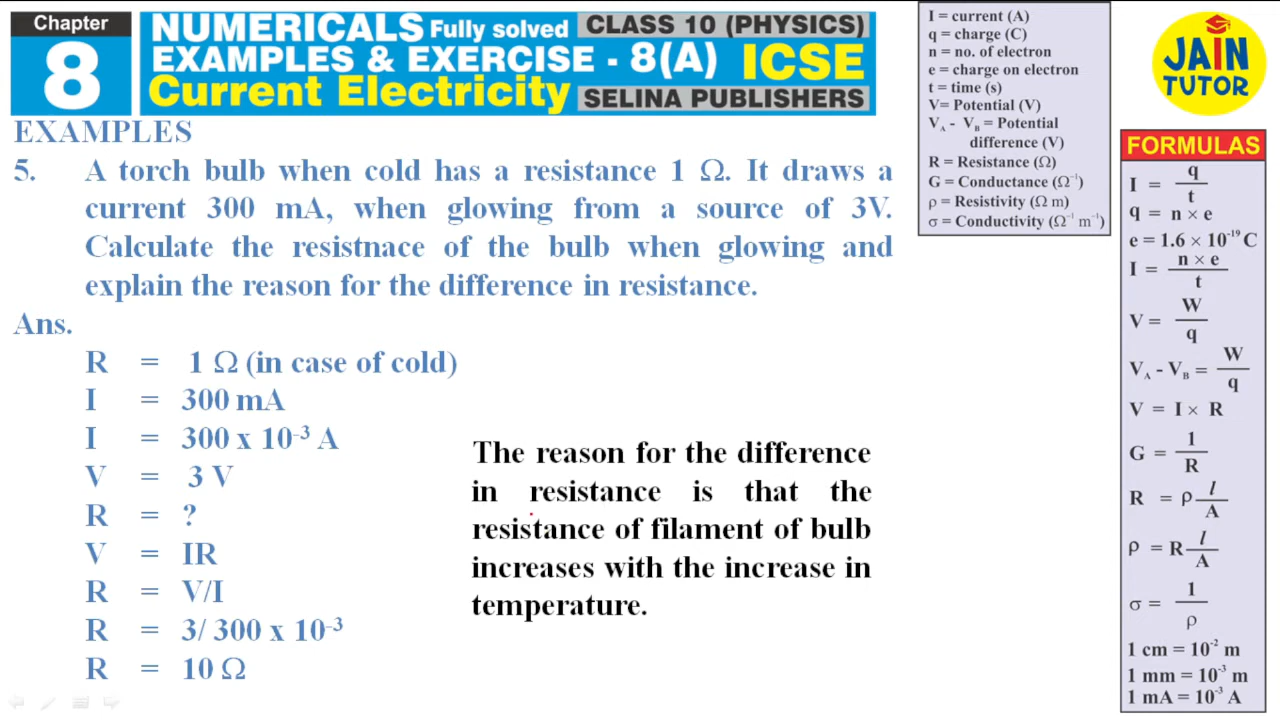 Chapter
8
NUMERICALS Fully solved
EXAMPLES & EXERCISE - 8(A)
Current Electricity
CLASS 10 (PHYSICS)
ICSE
SELINA PUBLISHERS
I = current (A)
q = charge (C)
n = no. of electron
e = charge on electron
t = time (s)
V= Potential (V)
V_A - V_B = Potential
difference (V)
R = Resistance (Ω)
G = Conductance (Ω⁻¹)
ρ = Resistivity (Ω m)
σ = Conductivity (Ω⁻¹ m⁻¹)
JAIN
TUTOR
EXAMPLES
5. A torch bulb when cold has a resistance 1 Ω. It draws a
current 300 mA, when glowing from a source of 3V.
Calculate the resistnace of the bulb when glowing and
explain the reason for the difference in resistance.
Ans.
R = 1 Ω (in case of cold)
I = 300 mA
I = 300 x 10⁻³ A
V = 3 V
R = ?
V = IR
R = V/I
R = 3/ 300 x 10⁻³
R = 10 Ω
The reason for the difference
in resistance is that the
resistance of filament of bulb
increases with the increase in
temperature.
FORMULAS
I = q/t
q = n × e
e = 1.6 × 10⁻¹⁹ C
I = n × e / t
V = W/q
V_A - V_B = W/q
V = I × R
G = 1/R
R = ρ l/A
ρ = R l/A
σ = 1/ρ
1 cm = 10⁻² m
1 mm = 10⁻³ m
1 mA = 10⁻³ A